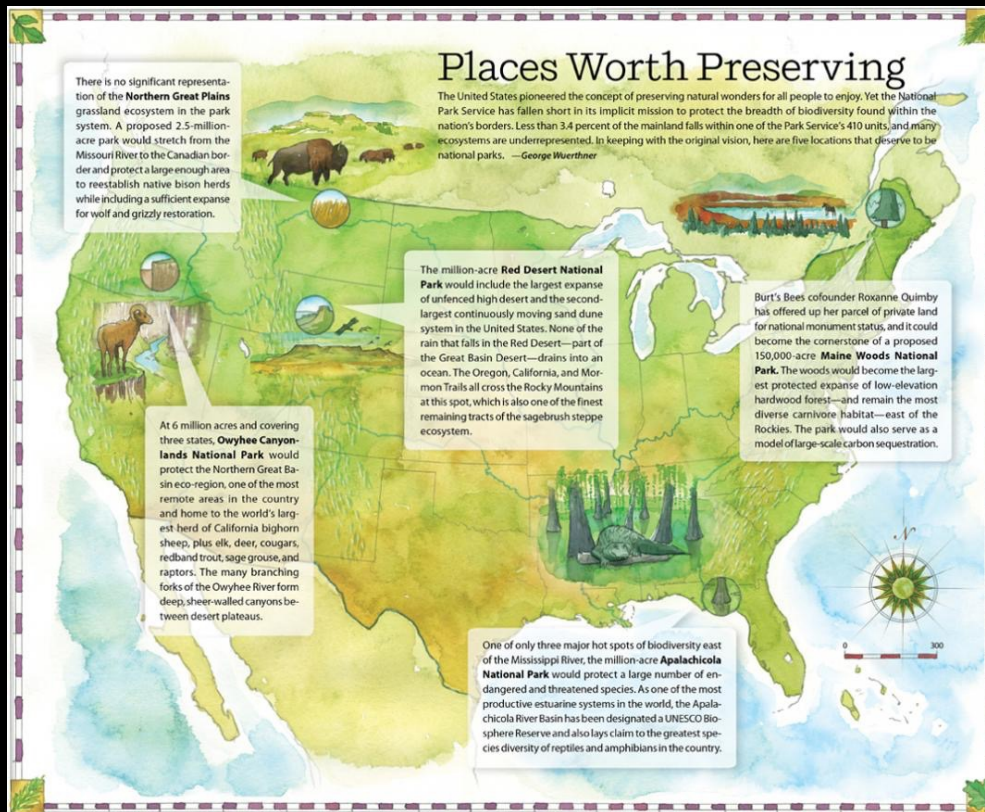 Places Worth Preserving
The United States pioneered the concept of preserving natural wonders for all people to enjoy. Yet the National
Park Service has fallen short in its implicit mission to protect the breadth of biodiversity found within the
nation's borders. Less than 3.4 percent of the mainland falls within one of the Park Service's 410 units, and many
ecosystems are underrepresented. In keeping with the original vision, here are five locations that deserve to be
national parks. —George Wuerthner
There is no significant representa-
tion of the Northern Great Plains
grassland ecosystem in the park
system. A proposed 2.5-million-
acre park would stretch from the
Missouri River to the Canadian bor-
der and protect a large enough area
to reestablish native bison herds
while including a sufficient expanse
for wolf and grizzly restoration.
The million-acre Red Desert National
Park would include the largest expanse
of unfenced high desert and the second-
largest continuously moving sand dune
system in the United States. None of the
rain that falls in the Red Desert—part of
the Great Basin Desert—drains into an
ocean. The Oregon, California, and Mor-
mon Trails all cross the Rocky Mountains
at this spot, which is also one of the finest
remaining tracts of the sagebrush steppe
ecosystem.
Burt's Bees cofounder Roxanne Quimby
has offered up her parcel of private land
for national monument status, and it could
become the cornerstone of a proposed
150,000-acre Maine Woods National
Park. The woods would become the larg-
est protected expanse of low-elevation
hardwood forest—and remain the most
diverse carnivore habitat—east of the
Rockies. The park would also serve as a
model of large-scale carbon sequestration.
At 6 million acres and covering
three states, Owyhee Canyon-
lands National Park would
protect the Northern Great Ba-
sin eco-region, one of the most
remote areas in the country
and home to the world's larg-
est herd of California bighorn
sheep, plus elk, deer, cougars,
redband trout, sage grouse, and
raptors. The many branching
forks of the Owyhee River form
deep, sheer-walled canyons be-
tween desert plateaus.
N
0 300
One of only three major hot spots of biodiversity east
of the Mississippi River, the million-acre Apalachicola
National Park would protect a large number of en-
dangered and threatened species. As one of the most
productive estuarine systems in the world, the Apala-
chicola River Basin has been designated a UNESCO Bio-
sphere Reserve and also lays claim to the greatest spe-
cies diversity of reptiles and amphibians in the country.